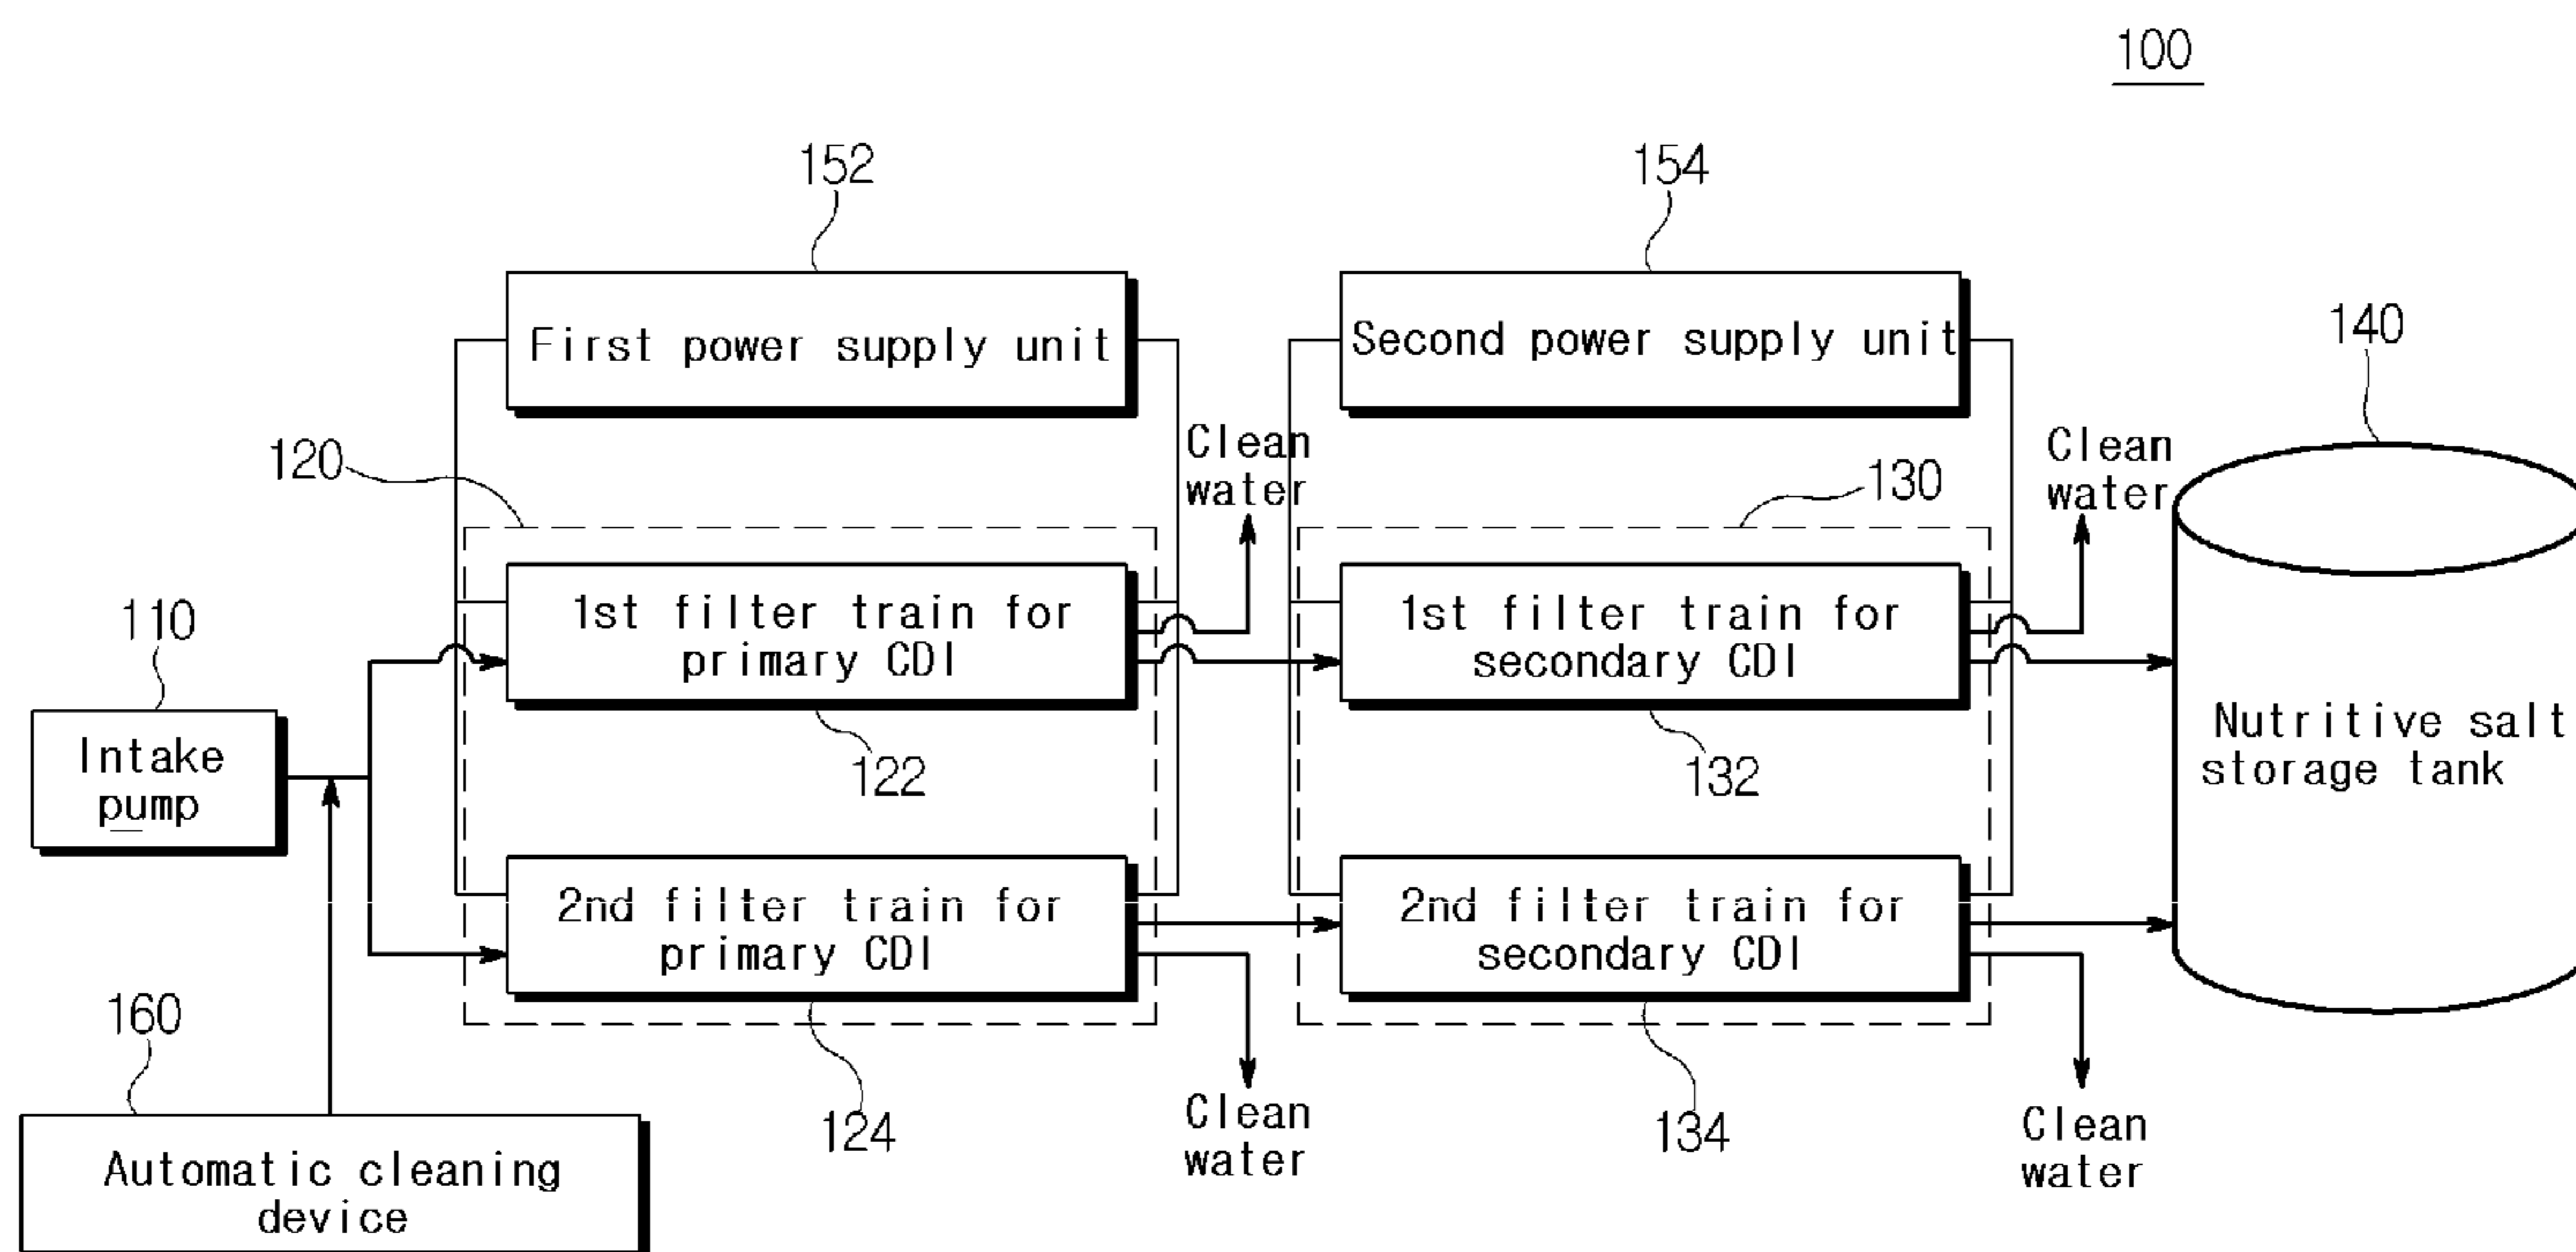 100
152
154
First power supply unit
Second power supply unit
140
120
Clean
water
130
Clean
water
110
1st filter train for
primary CDI
1st filter train for
secondary CDI
Intake
pump
122
132
Nutritive salt
storage tank
2nd filter train for
primary CDI
2nd filter train for
secondary CDI
160
124
Clean
water
134
Clean
water
Automatic cleaning
device